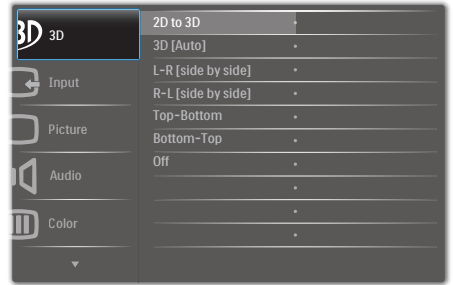 3D 3D
Input
Picture
Audio
Color
2D to 3D
3D [Auto]
L-R [side by side]
R-L [side by side]
Top-Bottom
Bottom-Top
Off